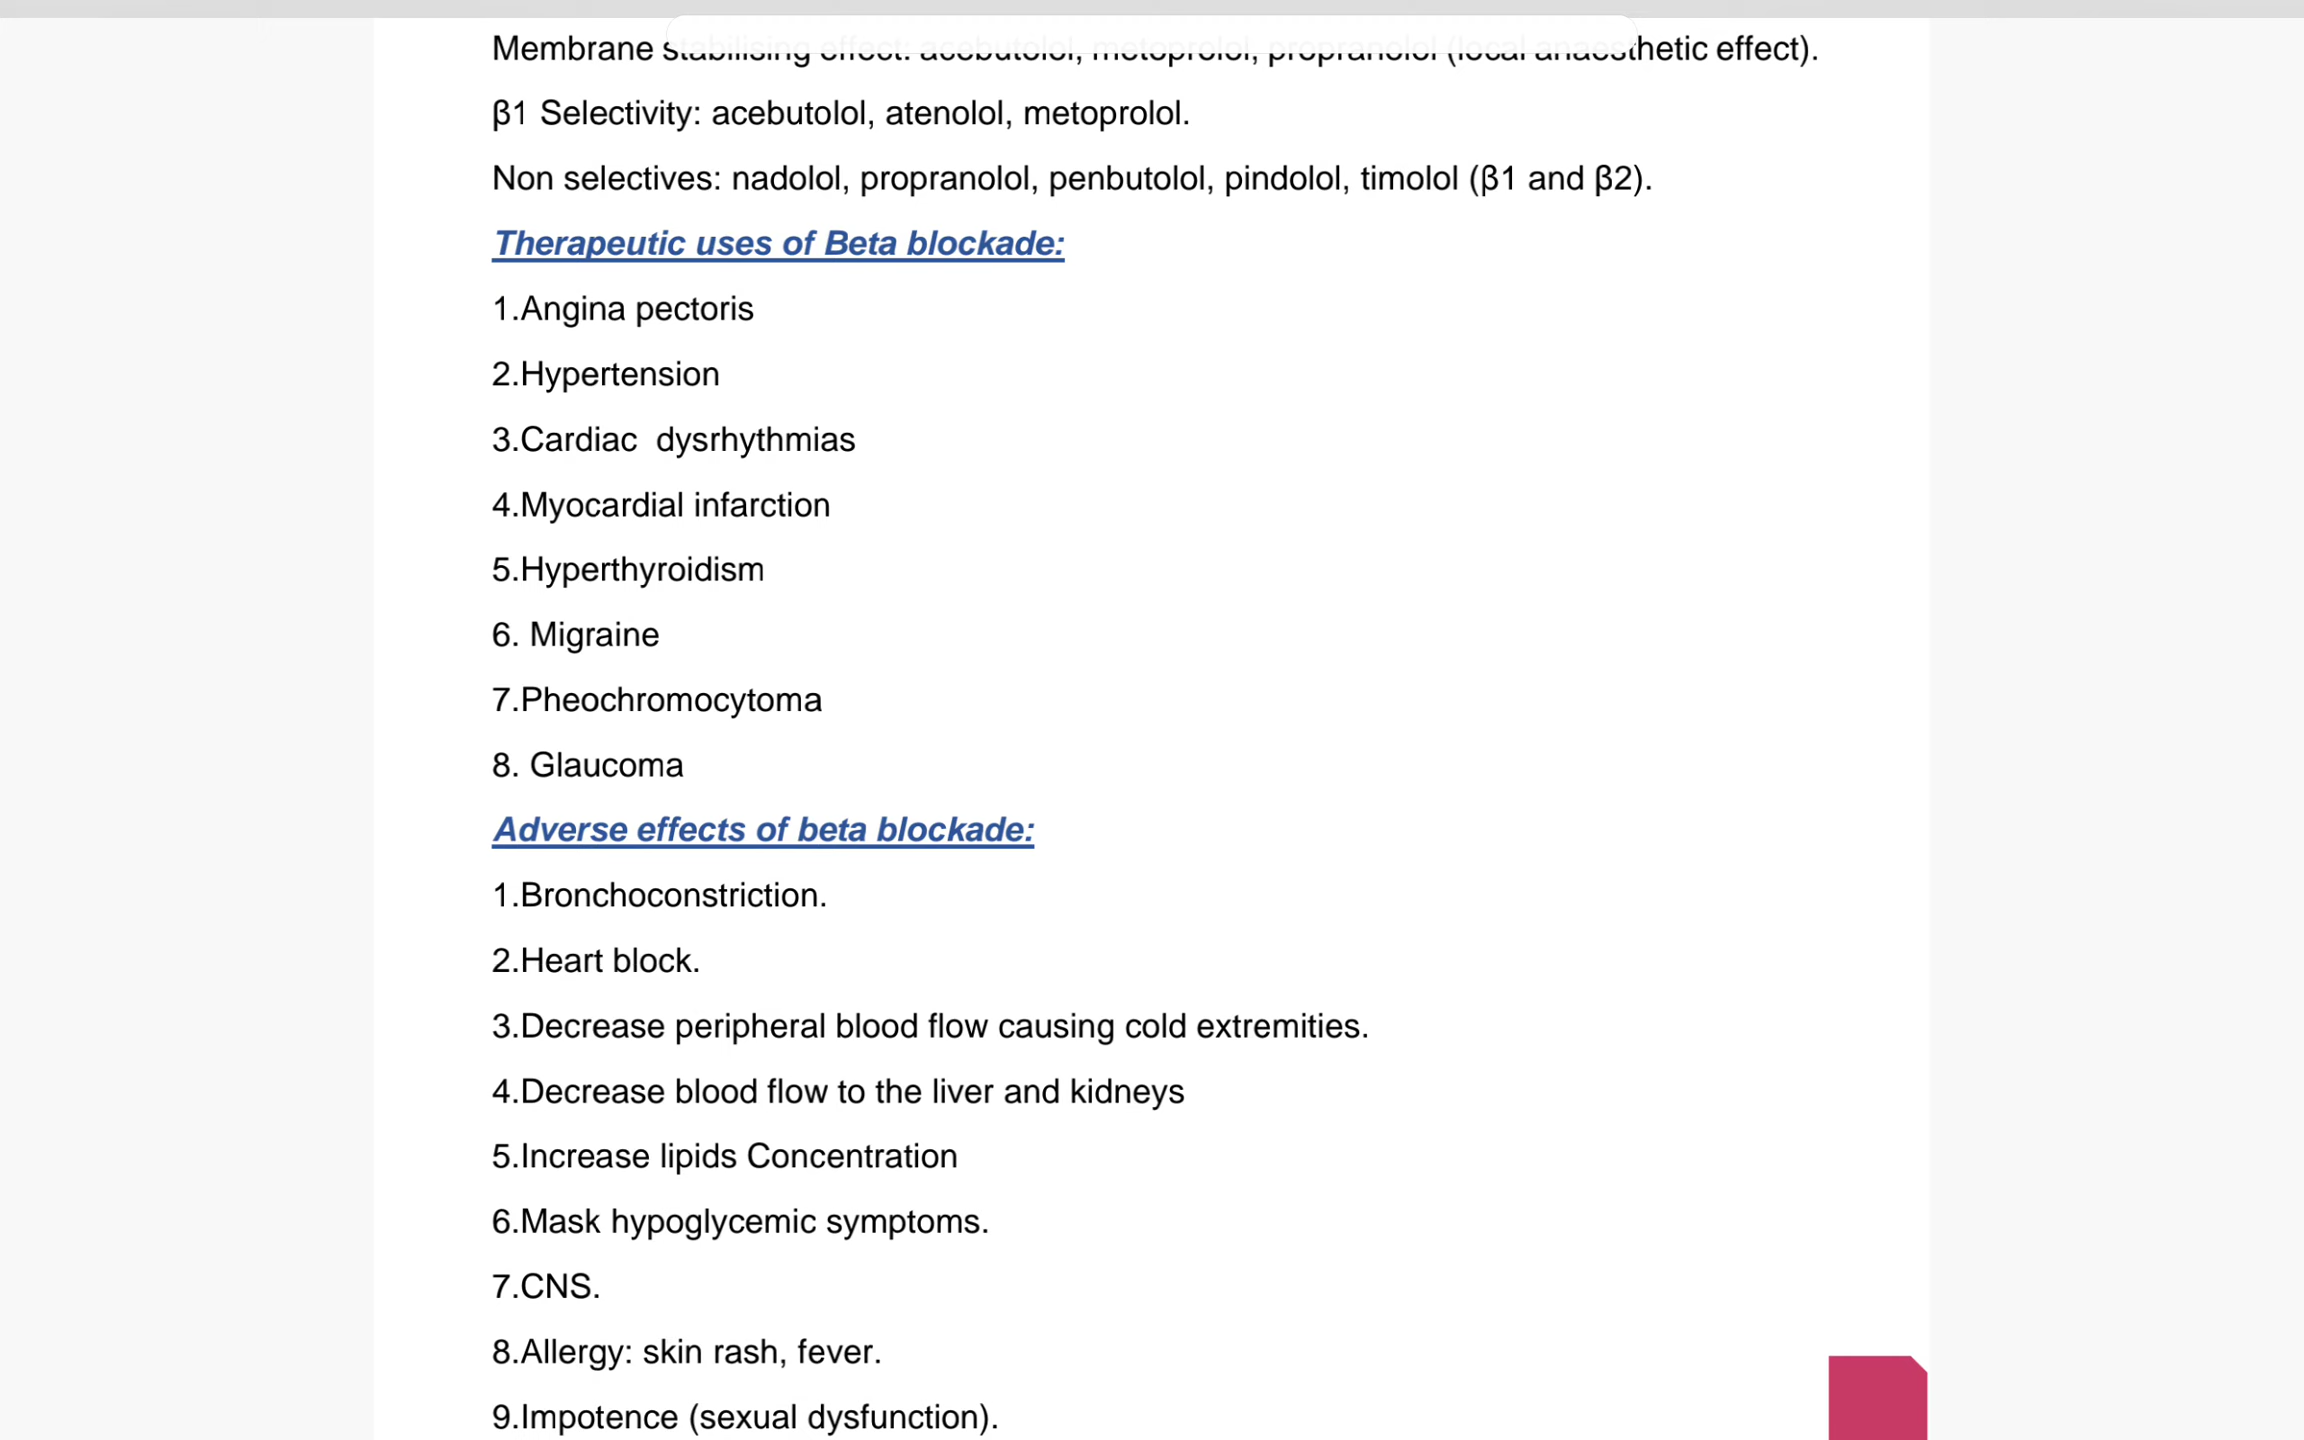 Membrane stabilising effect: acebutolol, metoprolol, propranolol (local anaesthetic effect).
β1 Selectivity: acebutolol, atenolol, metoprolol.
Non selectives: nadolol, propranolol, penbutolol, pindolol, timolol (β1 and β2).
Therapeutic uses of Beta blockade:
1.Angina pectoris
2.Hypertension
3.Cardiac  dysrhythmias
4.Myocardial infarction
5.Hyperthyroidism
6. Migraine
7.Pheochromocytoma
8. Glaucoma
Adverse effects of beta blockade:
1.Bronchoconstriction.
2.Heart block.
3.Decrease peripheral blood flow causing cold extremities.
4.Decrease blood flow to the liver and kidneys
5.Increase lipids Concentration
6.Mask hypoglycemic symptoms.
7.CNS.
8.Allergy: skin rash, fever.
9.Impotence (sexual dysfunction).